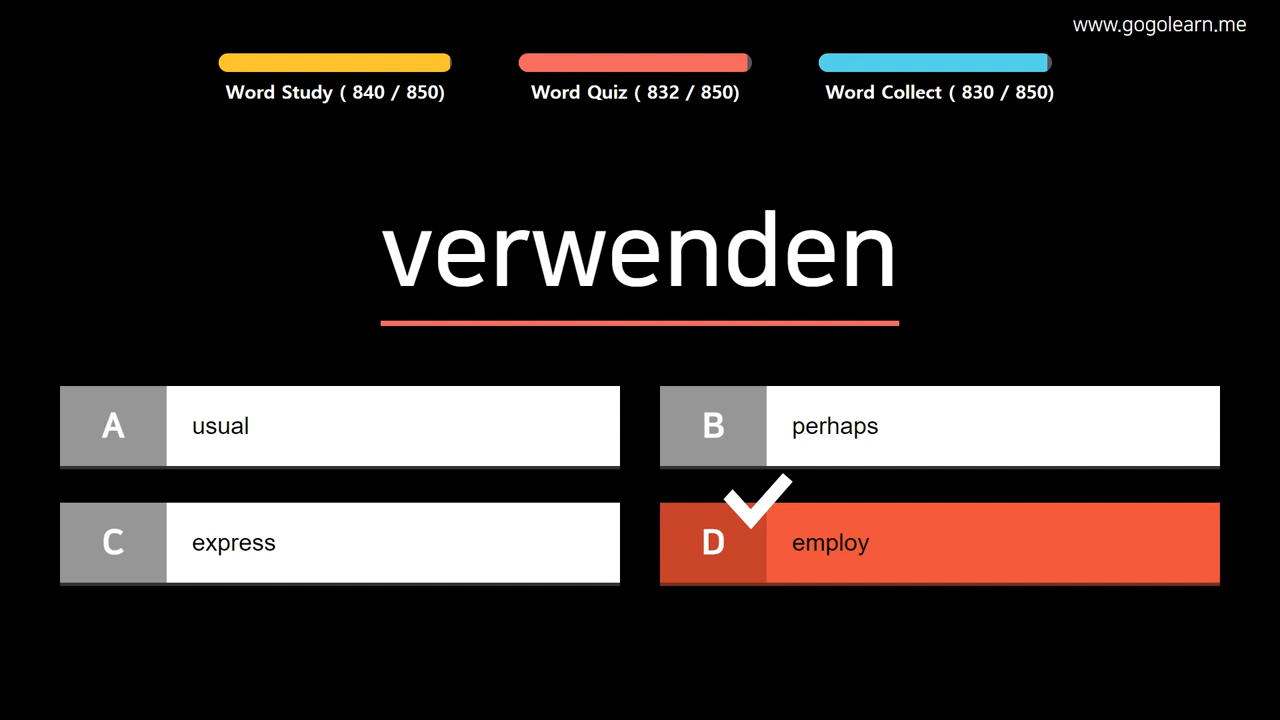 www.gogolearn.me
Word Study ( 840 / 850)
Word Quiz ( 832 / 850)
Word Collect ( 830 / 850)
verwenden
A usual
B perhaps
C express
D employ